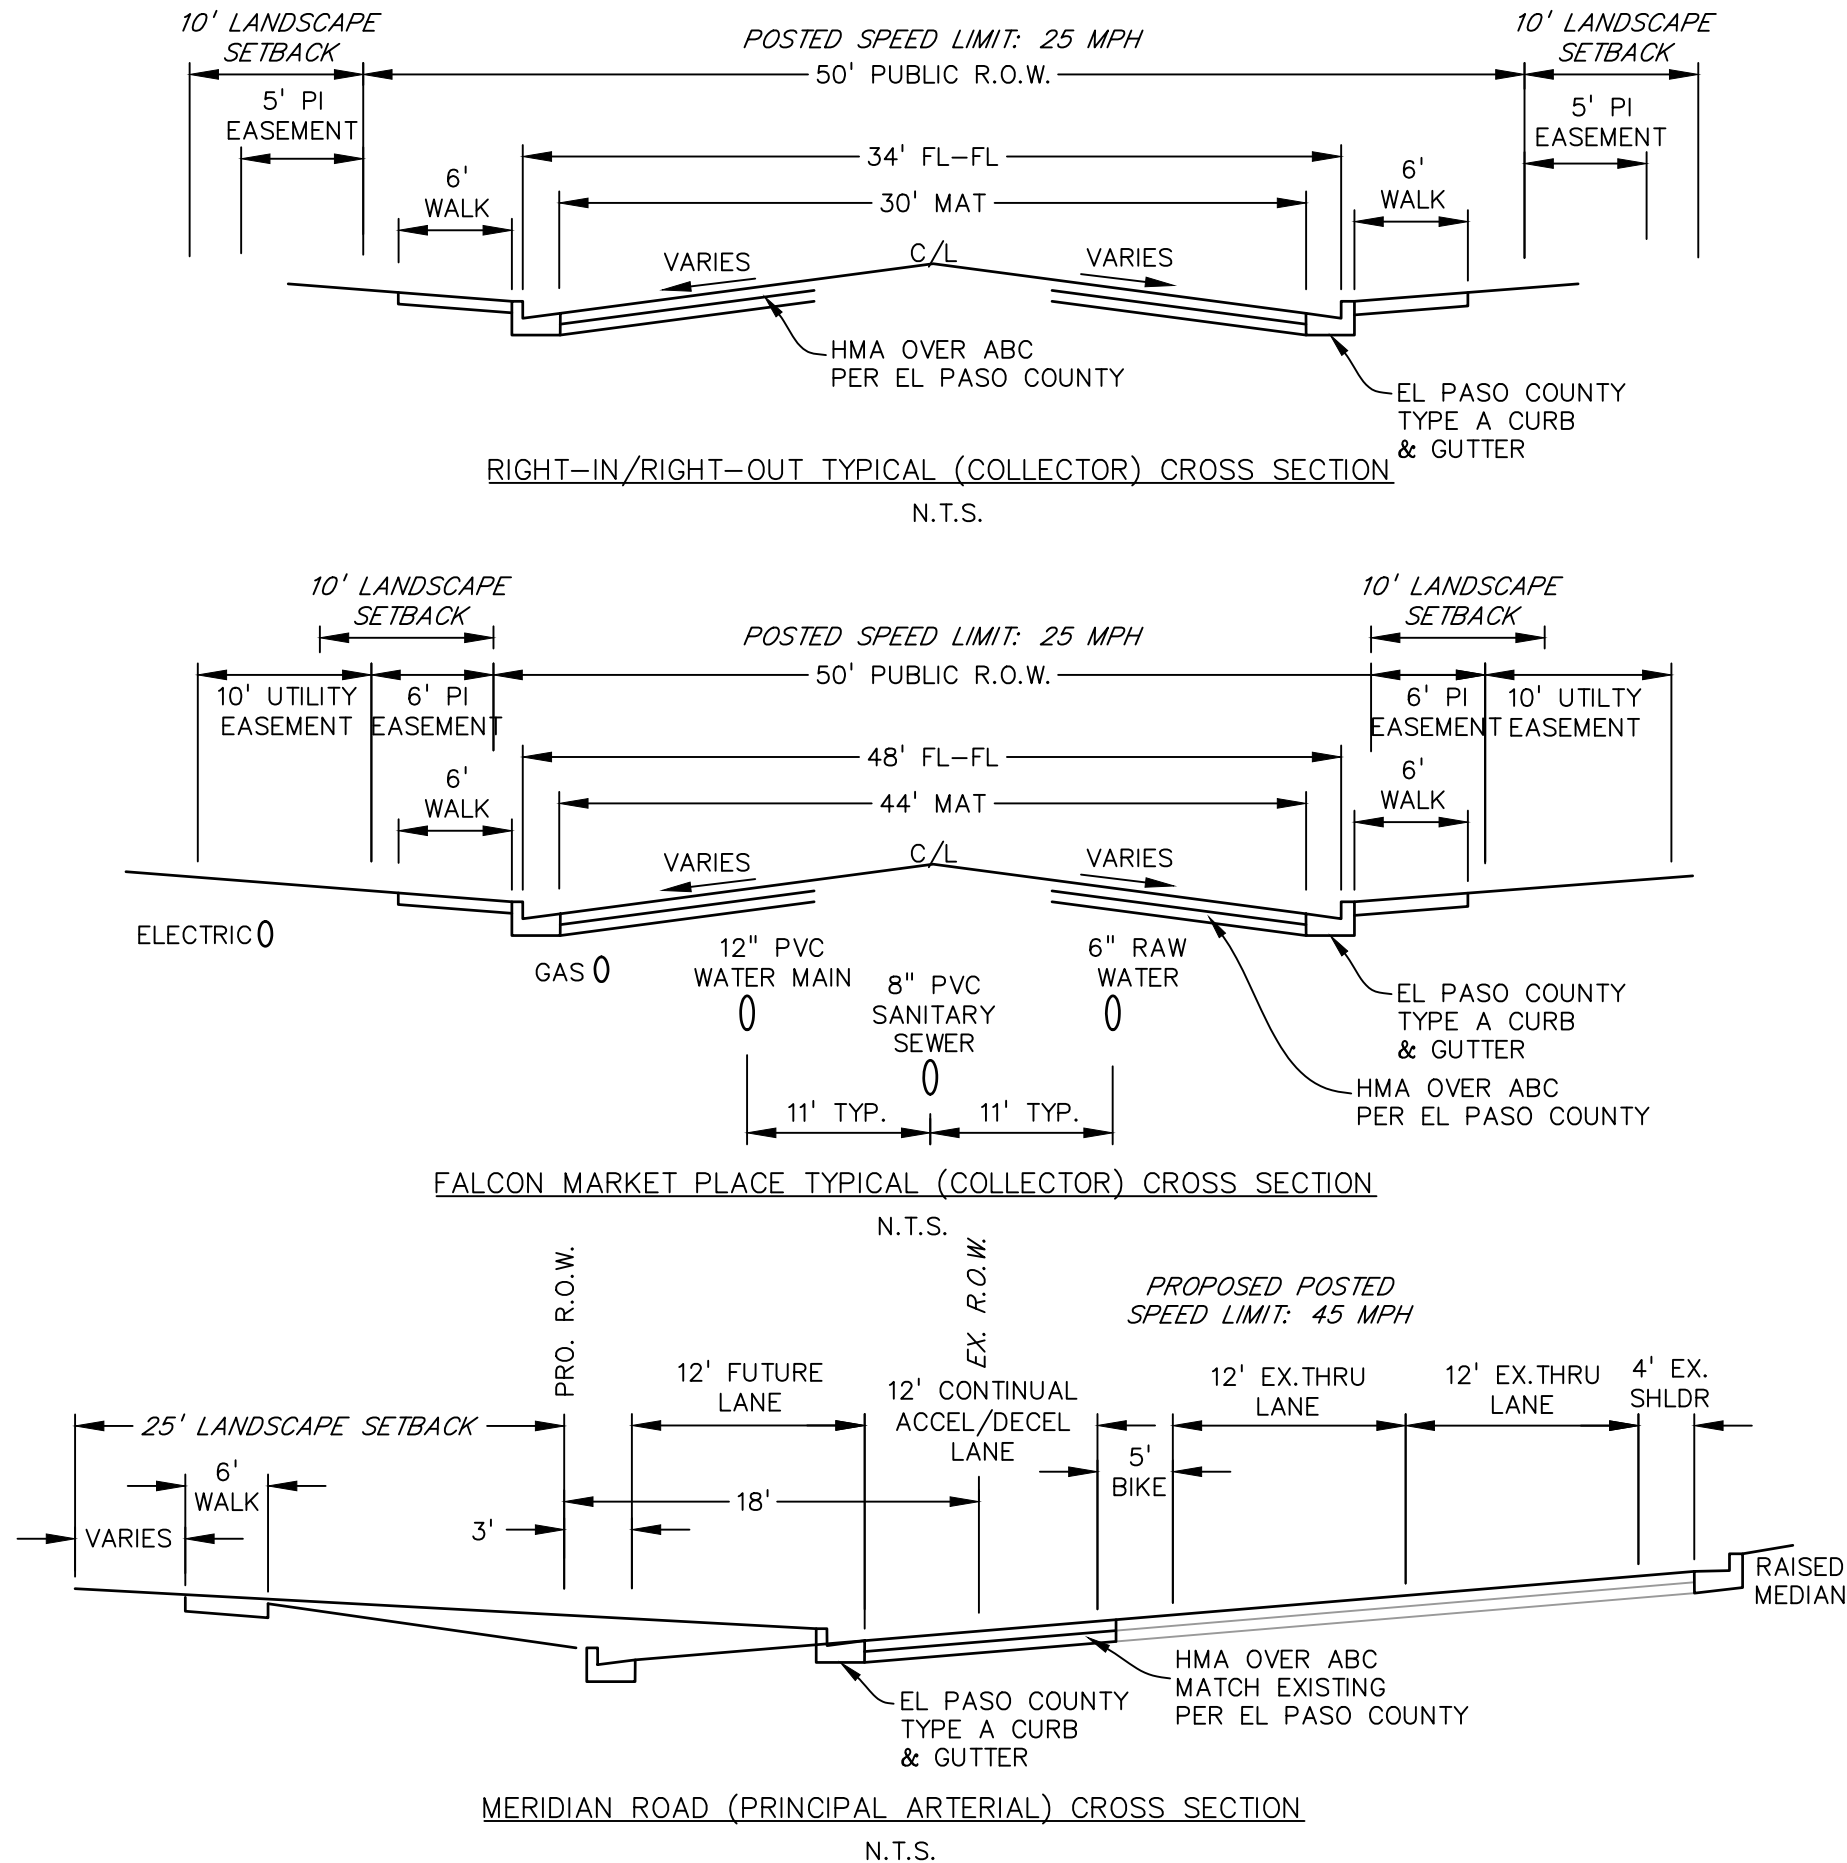 10' LANDSCAPE
SETBACK
POSTED SPEED LIMIT: 25 MPH
10' LANDSCAPE
SETBACK
50' PUBLIC R.O.W.
5' PI
EASEMENT
5' PI
EASEMENT
34' FL-FL
6'
WALK
30' MAT
6'
WALK
VARIES
C/L
VARIES
HMA OVER ABC
PER EL PASO COUNTY
EL PASO COUNTY
TYPE A CURB
& GUTTER
RIGHT-IN/RIGHT-OUT TYPICAL (COLLECTOR) CROSS SECTION
N.T.S.
10' LANDSCAPE
SETBACK
POSTED SPEED LIMIT: 25 MPH
10' LANDSCAPE
SETBACK
50' PUBLIC R.O.W.
10' UTILITY
EASEMENT
6' PI
EASEMENT
6' PI
EASEMENT
10' UTILTY
EASEMENT
48' FL-FL
6'
WALK
44' MAT
6'
WALK
VARIES
C/L
VARIES
ELECTRIC
GAS
12" PVC
WATER MAIN
8" PVC
SANITARY
SEWER
6" RAW
WATER
EL PASO COUNTY
TYPE A CURB
& GUTTER
HMA OVER ABC
PER EL PASO COUNTY
11' TYP.
11' TYP.
FALCON MARKET PLACE TYPICAL (COLLECTOR) CROSS SECTION
N.T.S.
PRO. R.O.W.
EX. R.O.W.
PROPOSED POSTED
SPEED LIMIT: 45 MPH
25' LANDSCAPE SETBACK
12' FUTURE
LANE
12' CONTINUAL
ACCEL/DECEL
LANE
12' EX.THRU
LANE
12' EX.THRU
LANE
4' EX.
SHLDR
6'
WALK
5'
BIKE
18'
3'
VARIES
RAISED
MEDIAN
HMA OVER ABC
MATCH EXISTING
PER EL PASO COUNTY
EL PASO COUNTY
TYPE A CURB
& GUTTER
MERIDIAN ROAD (PRINCIPAL ARTERIAL) CROSS SECTION
N.T.S.